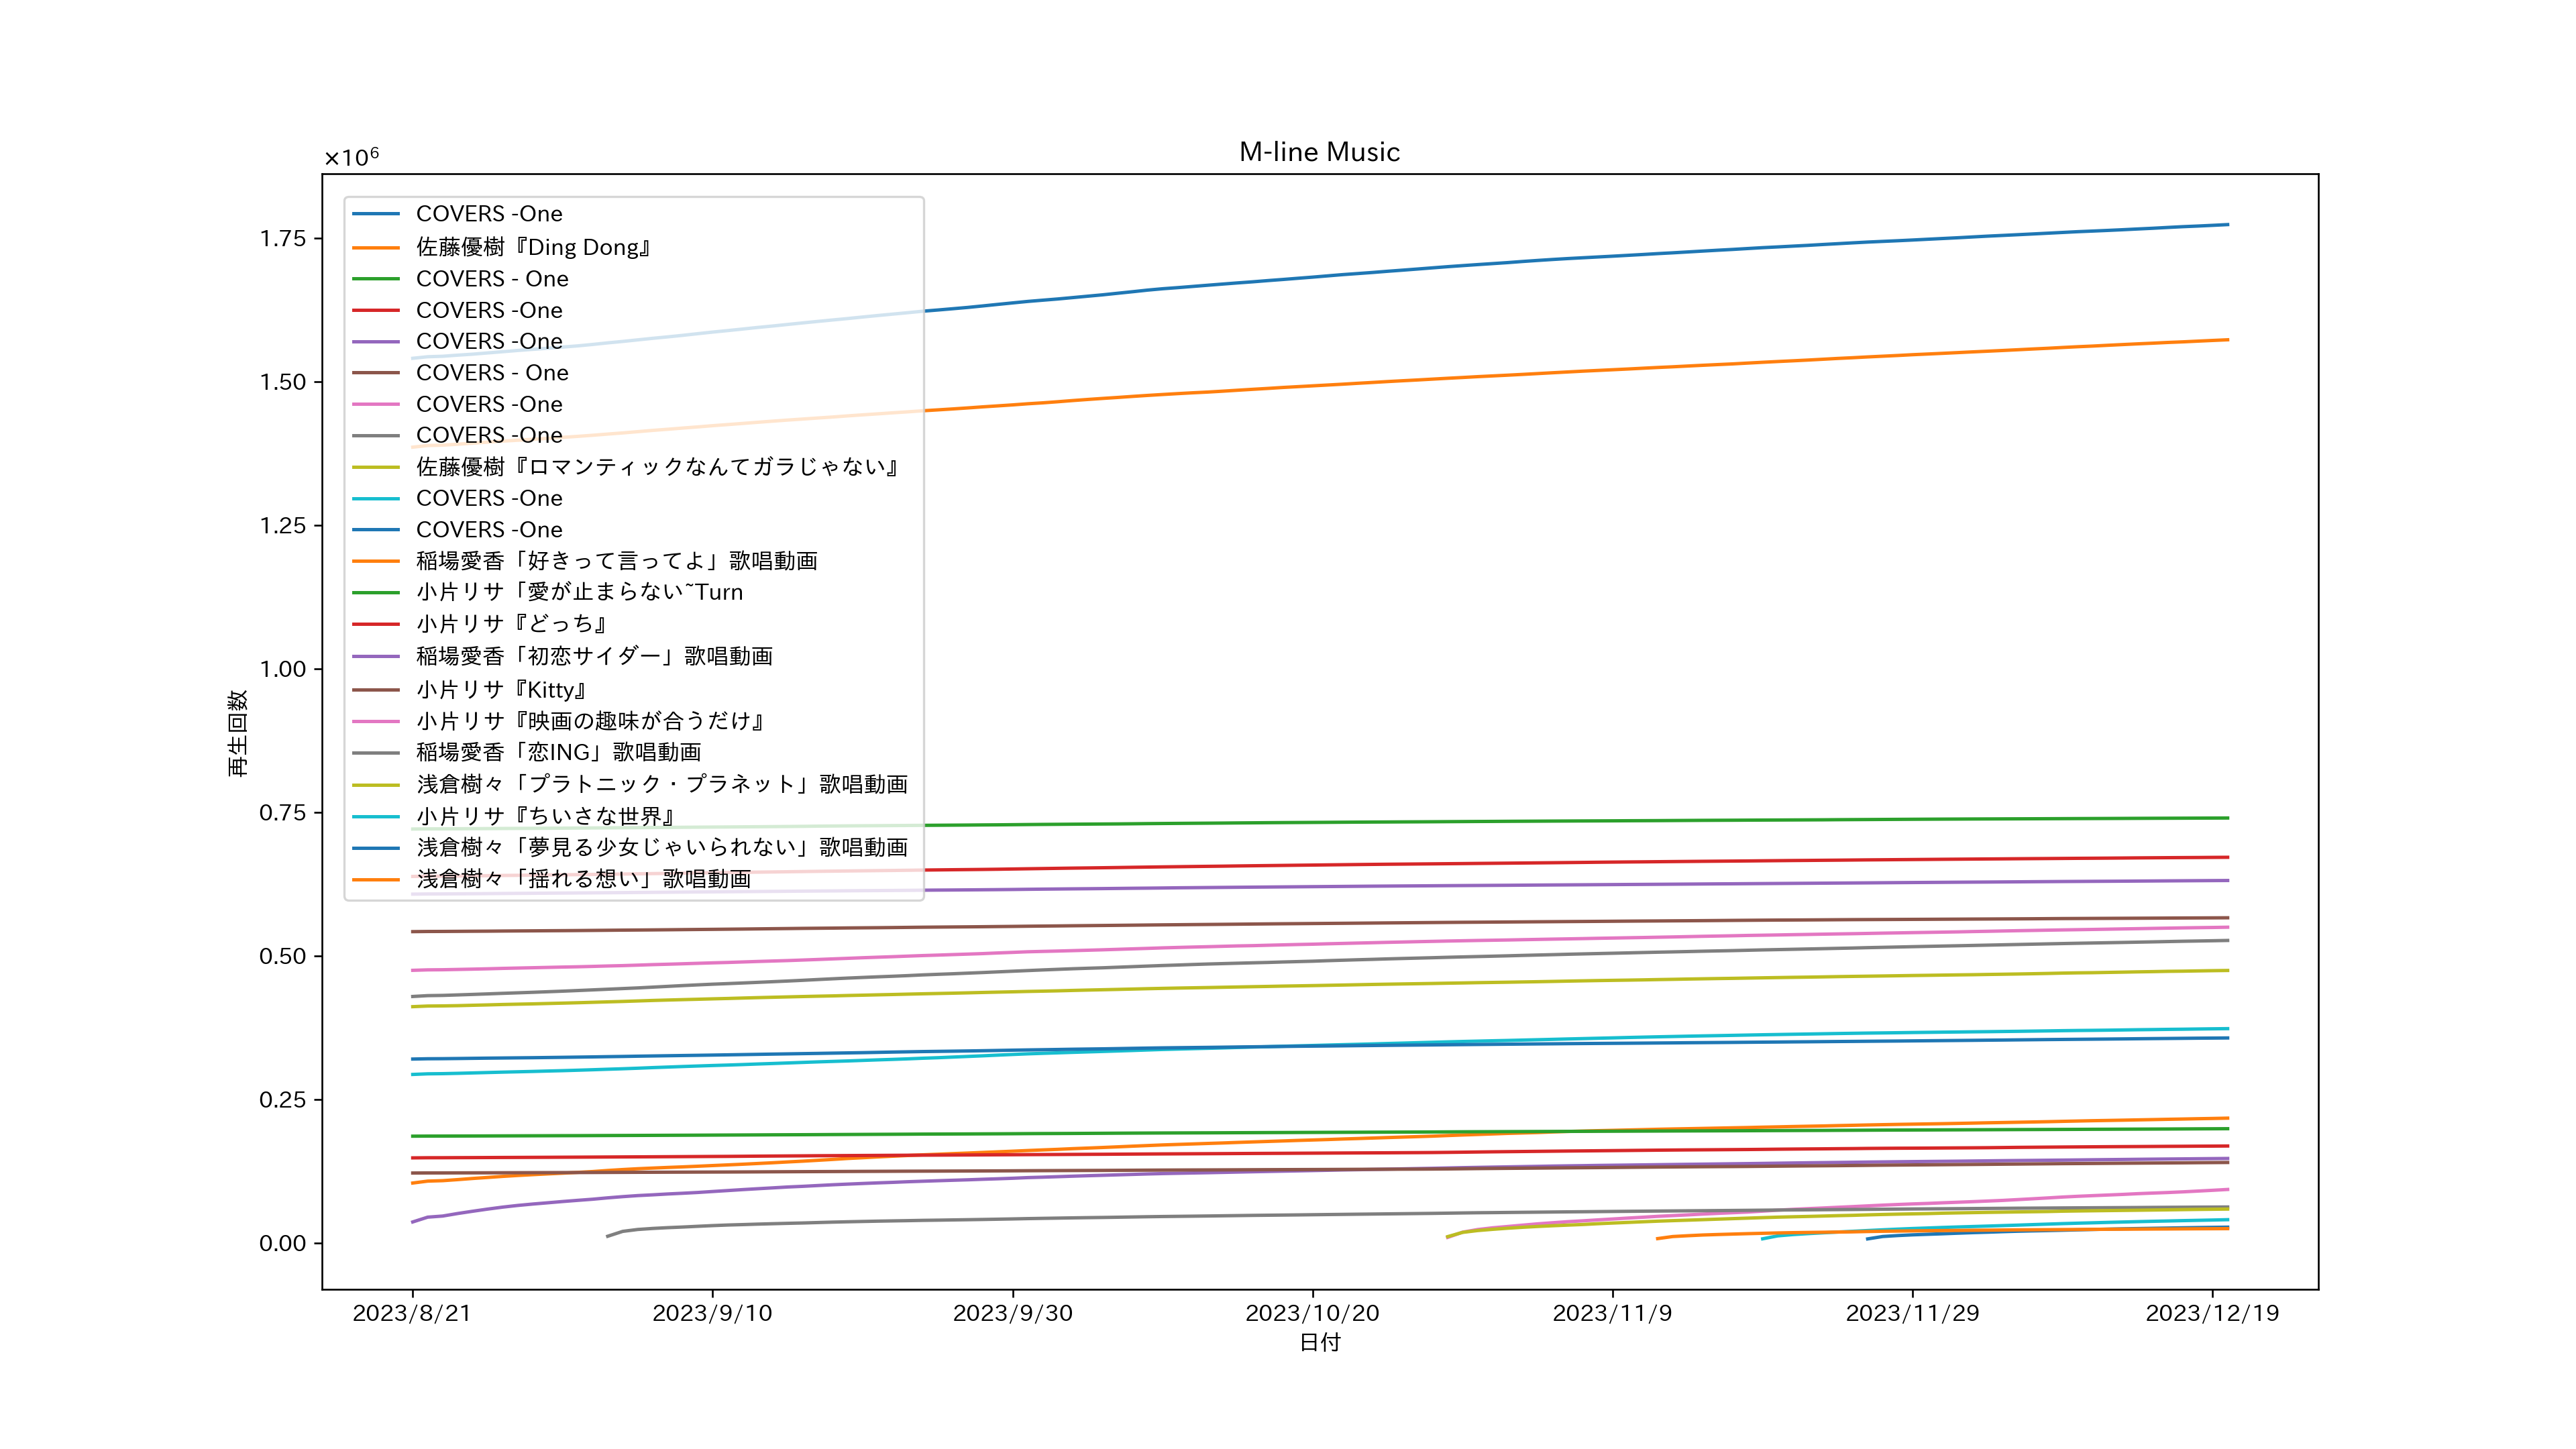 M-line Music
×10⁶
1.75
1.50
1.25
1.00
0.75
0.50
0.25
0.00
再生回数
COVERS -One
佐藤優樹『Ding Dong』
COVERS - One
COVERS -One
COVERS -One
COVERS - One
COVERS -One
COVERS -One
佐藤優樹『ロマンティックなんてガラじゃない』
COVERS -One
COVERS -One
稲場愛香「好きって言ってよ」歌唱動画
小片リサ「愛が止まらない~Turn
小片リサ『どっち』
稲場愛香「初恋サイダー」歌唱動画
小片リサ『Kitty』
小片リサ『映画の趣味が合うだけ』
稲場愛香「恋ING」歌唱動画
浅倉樹々「プラトニック・プラネット」歌唱動画
小片リサ『ちいさな世界』
浅倉樹々「夢見る少女じゃいられない」歌唱動画
浅倉樹々「揺れる想い」歌唱動画
2023/8/21 2023/9/10 2023/9/30 2023/10/20 2023/11/9 2023/11/29 2023/12/19
日付